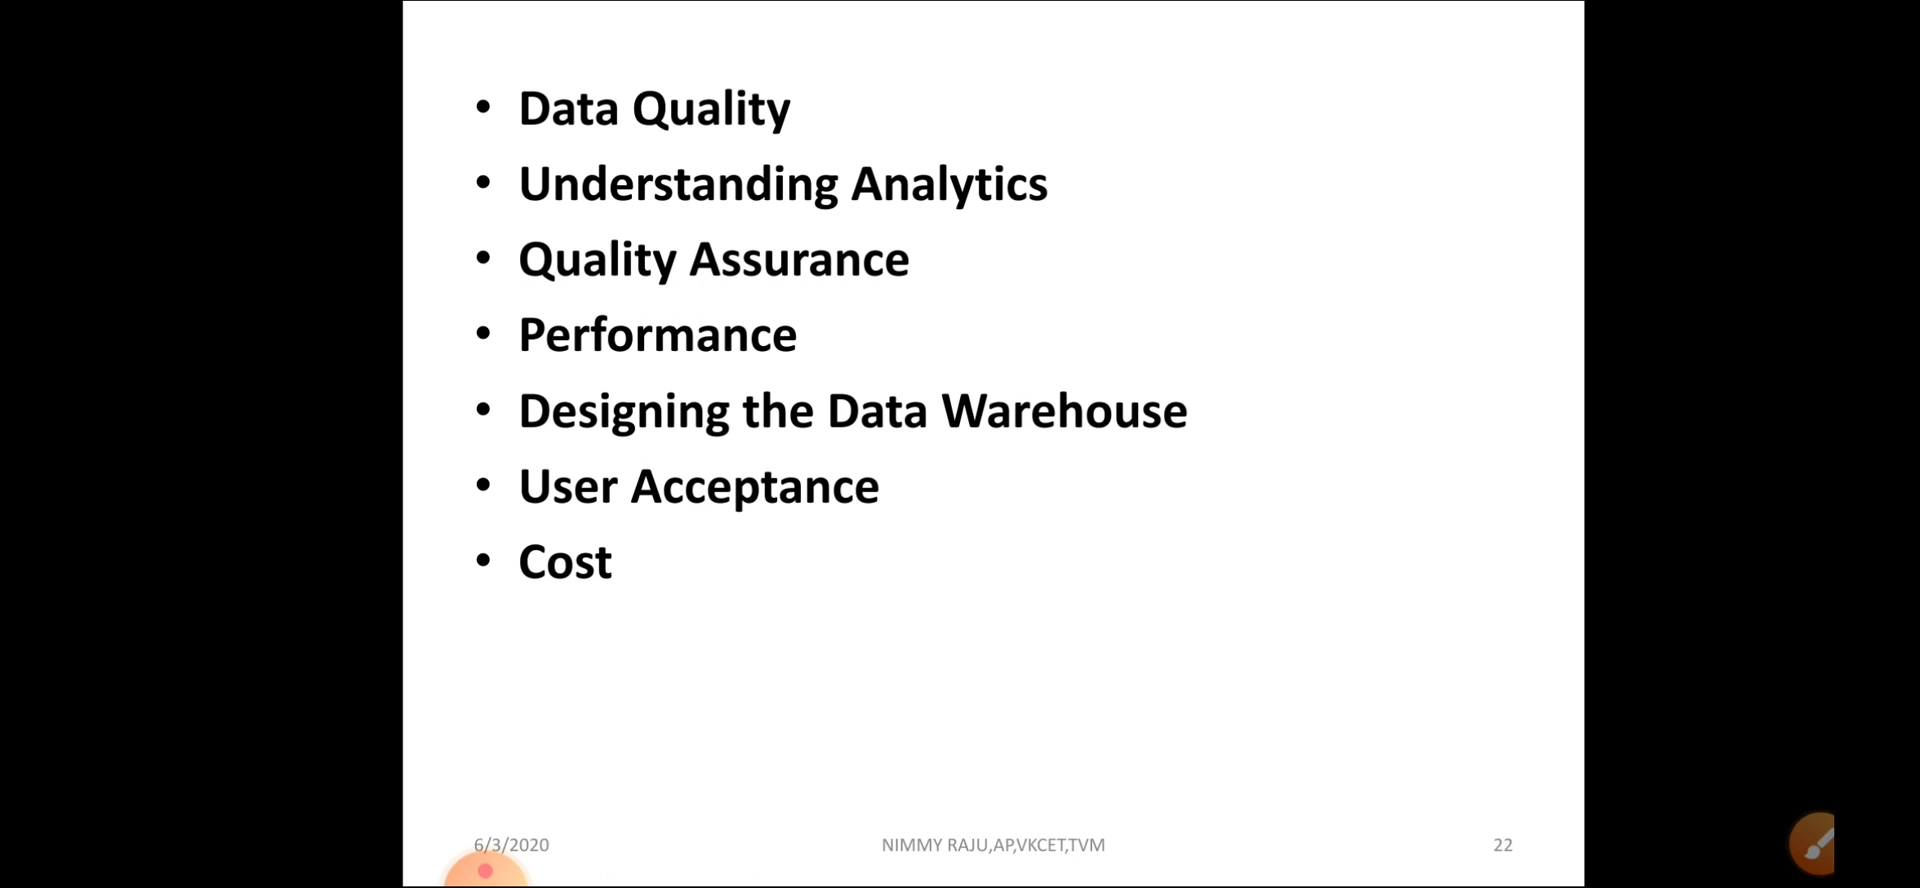 • Data Quality
• Understanding Analytics
• Quality Assurance
• Performance
• Designing the Data Warehouse
• User Acceptance
• Cost
6/3/2020 NIMMY RAJU,AP,VKCET,TVM 22